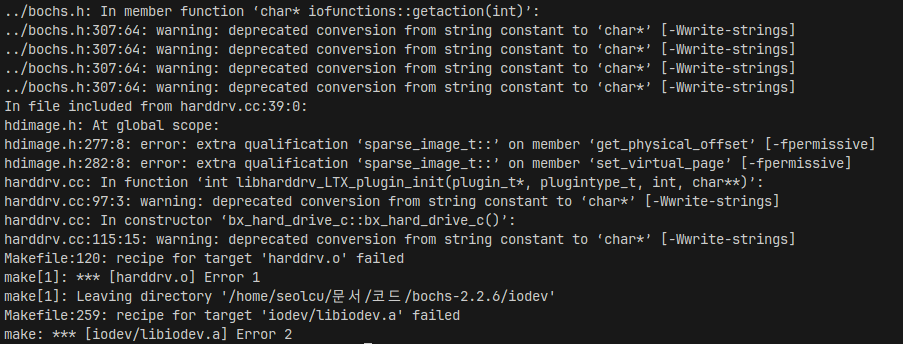 ../bochs.h: In member function ‘char* iofunctions::getaction(int)’:
../bochs.h:307:64: warning: deprecated conversion from string constant to ‘char*’ [-Wwrite-strings]
../bochs.h:307:64: warning: deprecated conversion from string constant to ‘char*’ [-Wwrite-strings]
../bochs.h:307:64: warning: deprecated conversion from string constant to ‘char*’ [-Wwrite-strings]
../bochs.h:307:64: warning: deprecated conversion from string constant to ‘char*’ [-Wwrite-strings]
In file included from harddrv.cc:39:0:
hdimage.h: At global scope:
hdimage.h:277:8: error: extra qualification ‘sparse_image_t::’ on member ‘get_physical_offset’ [-fpermissive]
hdimage.h:282:8: error: extra qualification ‘sparse_image_t::’ on member ‘set_virtual_page’ [-fpermissive]
harddrv.cc: In function ‘int libharddrv_LTX_plugin_init(plugin_t*, plugintype_t, int, char**)’:
harddrv.cc:97:3: warning: deprecated conversion from string constant to ‘char*’ [-Wwrite-strings]
harddrv.cc: In constructor ‘bx_hard_drive_c::bx_hard_drive_c()’:
harddrv.cc:115:15: warning: deprecated conversion from string constant to ‘char*’ [-Wwrite-strings]
Makefile:120: recipe for target 'harddrv.o' failed
make[1]: *** [harddrv.o] Error 1
make[1]: Leaving directory '/home/seolcu/문서/코드/bochs-2.2.6/iodev'
Makefile:259: recipe for target 'iodev/libiodev.a' failed
make: *** [iodev/libiodev.a] Error 2